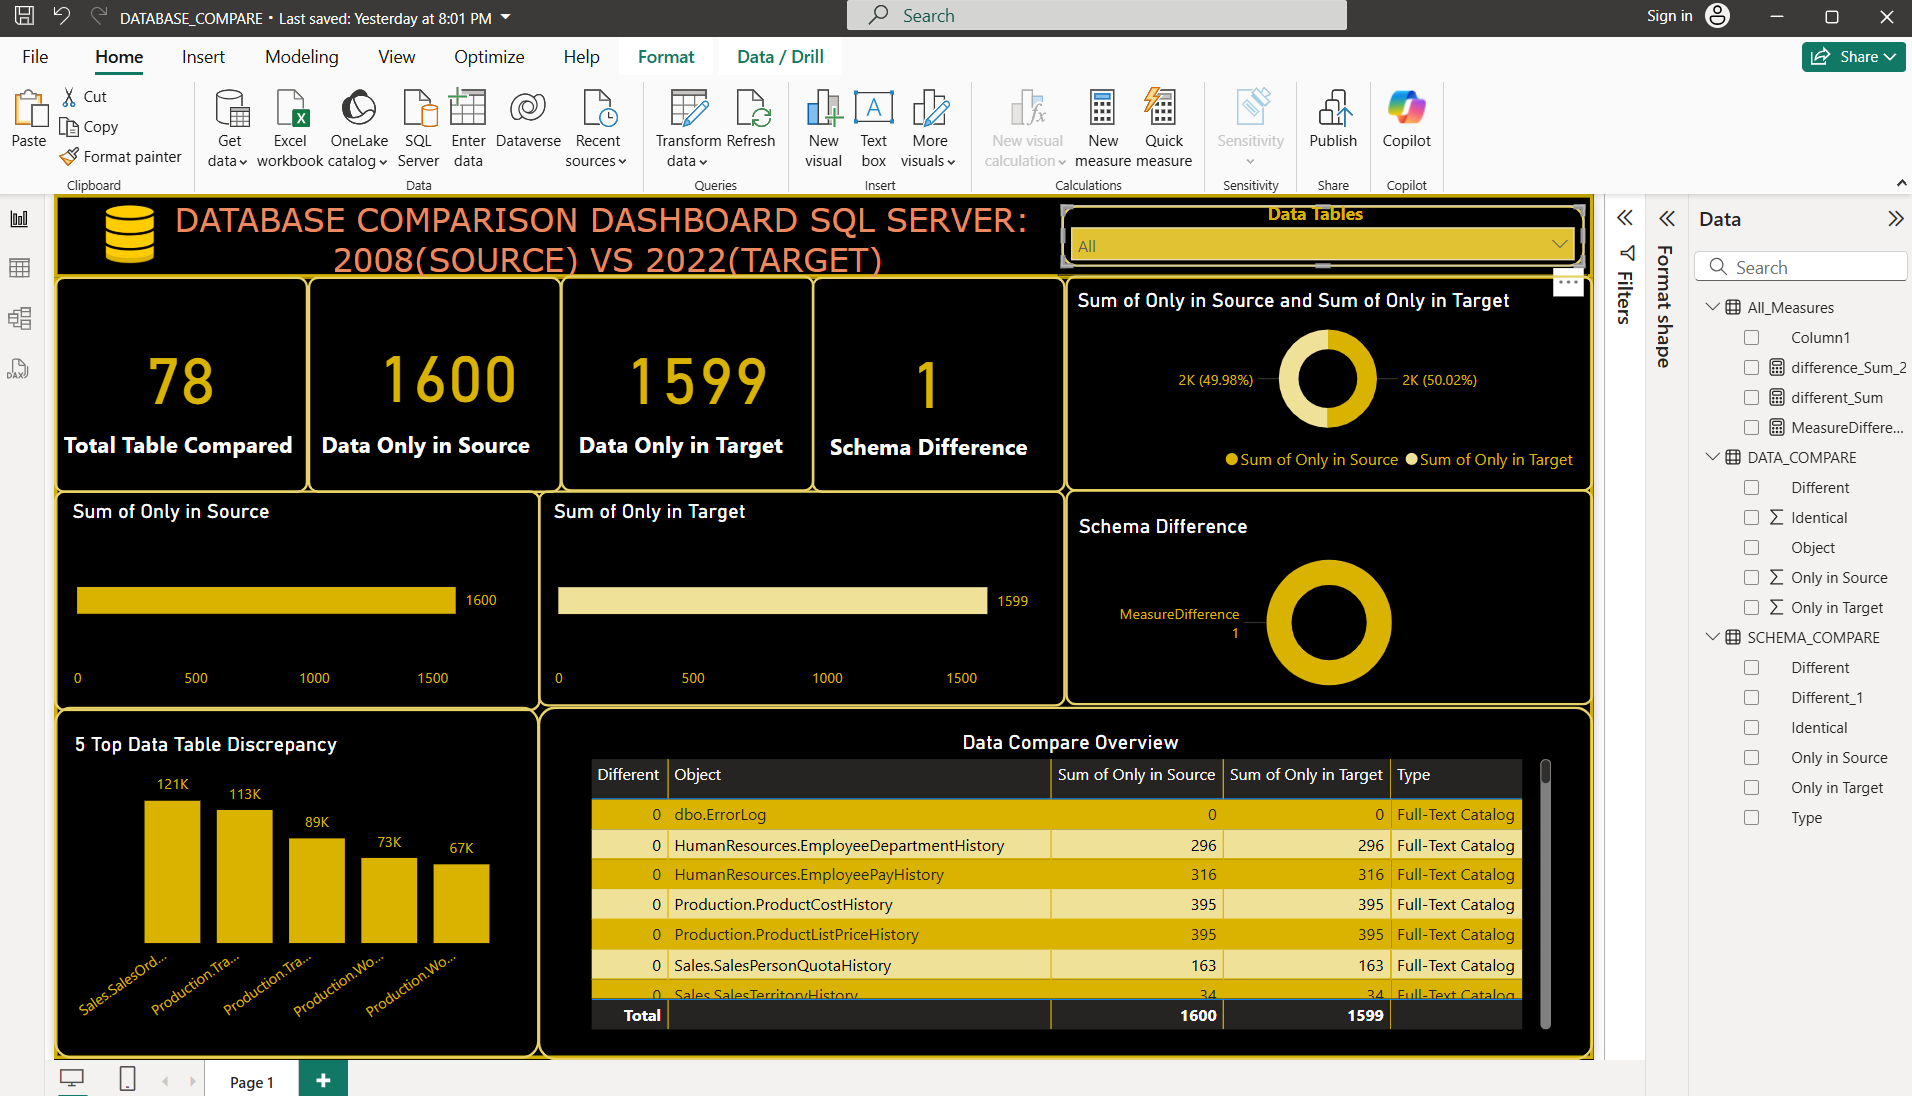 DATABASE_COMPARE • Last saved: Yesterday at 8:01 PM
Search
Sign in
File Home Insert Modeling View Optimize Help Format Data / Drill
Share
Paste
Cut
Copy
Format painter
Clipboard
Get data
Excel workbook
OneLake catalog
SQL Server
Enter data
Dataverse
Recent sources
Data
Transform data
Refresh
Queries
New visual
Text box
More visuals
Insert
New visual calculation
New measure
Quick measure
Calculations
Sensitivity
Sensitivity
Publish
Share
Copilot
Copilot
DATABASE COMPARISON DASHBOARD SQL SERVER:
2008(SOURCE) VS 2022(TARGET)
Data Tables
All
78
Total Table Compared
1600
Data Only in Source
1599
Data Only in Target
1
Schema Difference
Sum of Only in Source and Sum of Only in Target
2K (49.98%)
2K (50.02%)
Sum of Only in Source
Sum of Only in Target
Sum of Only in Source
1600
0 500 1000 1500
Sum of Only in Target
1599
0 500 1000 1500
Schema Difference
MeasureDifference
1
5 Top Data Table Discrepancy
121K
113K
89K
73K
67K
Sales.SalesOrd...
Production.Tra...
Production.Tra...
Production.Wo...
Production.Wo...
Data Compare Overview
Different Object Sum of Only in Source Sum of Only in Target Type
0 dbo.ErrorLog 0 0 Full-Text Catalog
0 HumanResources.EmployeeDepartmentHistory 296 296 Full-Text Catalog
0 HumanResources.EmployeePayHistory 316 316 Full-Text Catalog
0 Production.ProductCostHistory 395 395 Full-Text Catalog
0 Production.ProductListPriceHistory 395 395 Full-Text Catalog
0 Sales.SalesPersonQuotaHistory 163 163 Full-Text Catalog
0 Sales.SalesTerritoryHistory 34 34 Full-Text Catalog
Total 1600 1599
Filters
Format shape
Data
Search
All_Measures
Column1
difference_Sum_2
different_Sum
MeasureDiffere...
DATA_COMPARE
Different
Identical
Object
Only in Source
Only in Target
SCHEMA_COMPARE
Different
Different_1
Identical
Only in Source
Only in Target
Type
DAX
Page 1